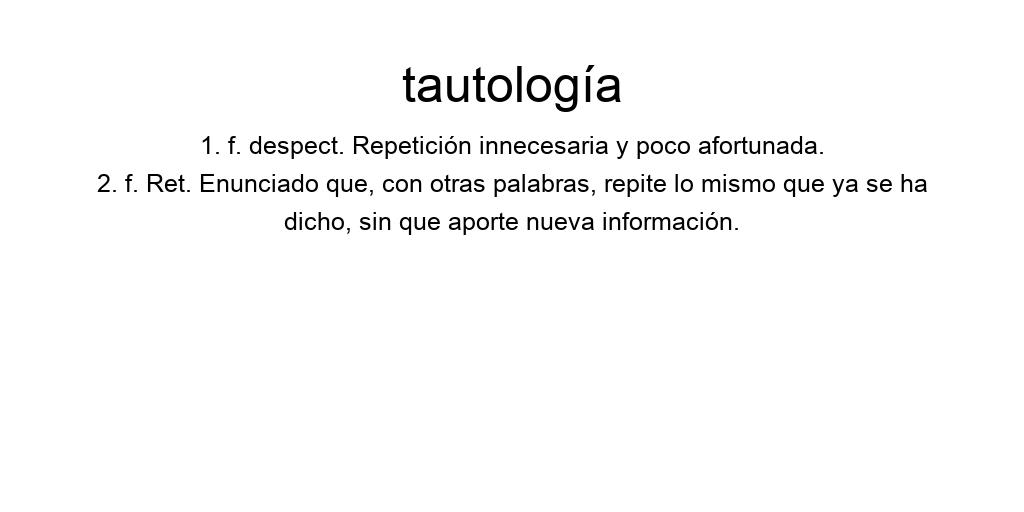 tautología
1. f. despect. Repetición innecesaria y poco afortunada.
2. f. Ret. Enunciado que, con otras palabras, repite lo mismo que ya se ha
dicho, sin que aporte nueva información.